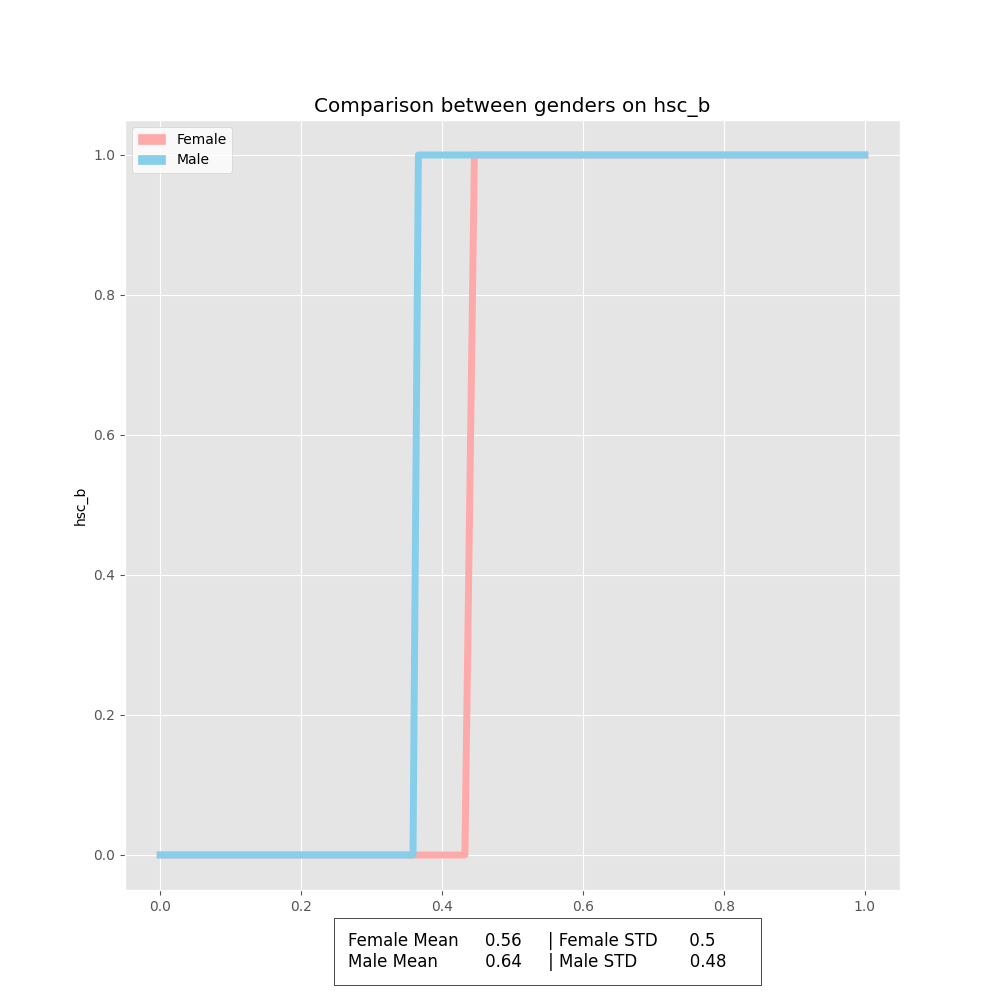 Comparison between genders on hsc_b
Female
Male
1.0
0.8
0.6
0.4
0.2
0.0
hsc_b
0.0 0.2 0.4 0.6 0.8 1.0
Female Mean 0.56 | Female STD 0.5
Male Mean 0.64 | Male STD 0.48